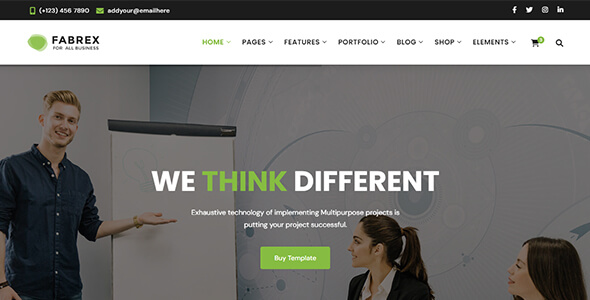 (+123) 456 7890 addyour@emailhere
FABREX
FOR ALL BUSINESS
HOME PAGES FEATURES PORTFOLIO BLOG SHOP ELEMENTS 0
WE THINK DIFFERENT
Exhaustive technology of implementing Multipurpose projects is
putting your project successful.
Buy Template